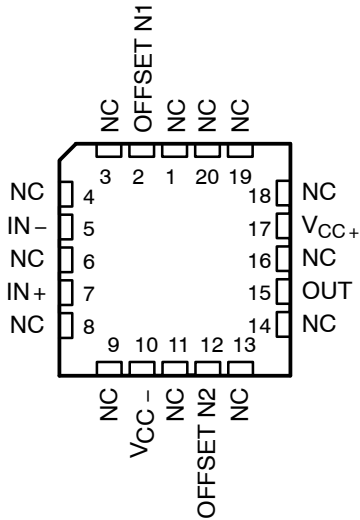 NC
OFFSET N1
NC
NC
NC
3 2 1 20 19
NC 4
IN− 5
NC 6
IN+ 7
NC 8
18 NC
17 VCC+
16 NC
15 OUT
14 NC
9 10 11 12 13
NC
VCC −
NC
OFFSET N2
NC